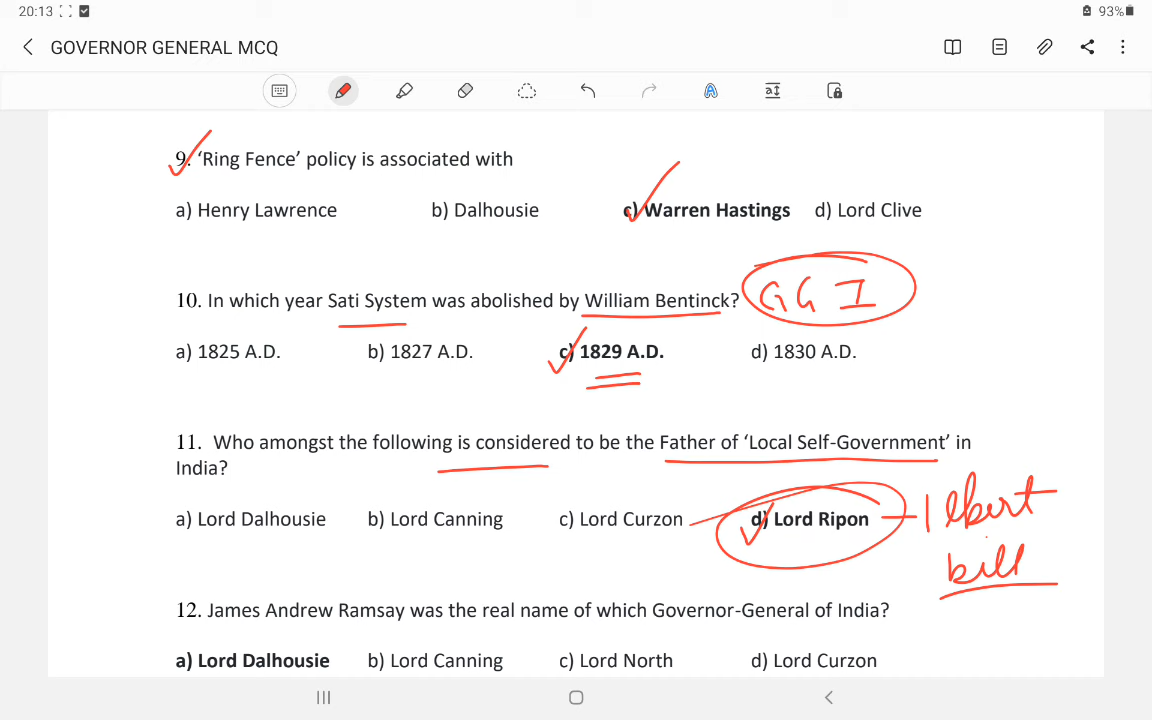 20:13
93%
GOVERNOR GENERAL MCQ
9. ‘Ring Fence’ policy is associated with
a) Henry Lawrence b) Dalhousie c) Warren Hastings d) Lord Clive
10. In which year Sati System was abolished by William Bentinck? GGI
a) 1825 A.D. b) 1827 A.D. c) 1829 A.D. d) 1830 A.D.
11. Who amongst the following is considered to be the Father of ‘Local Self-Government’ in
India?
a) Lord Dalhousie b) Lord Canning c) Lord Curzon d) Lord Ripon – Ilbert
bill
12. James Andrew Ramsay was the real name of which Governor-General of India?
a) Lord Dalhousie b) Lord Canning c) Lord North d) Lord Curzon